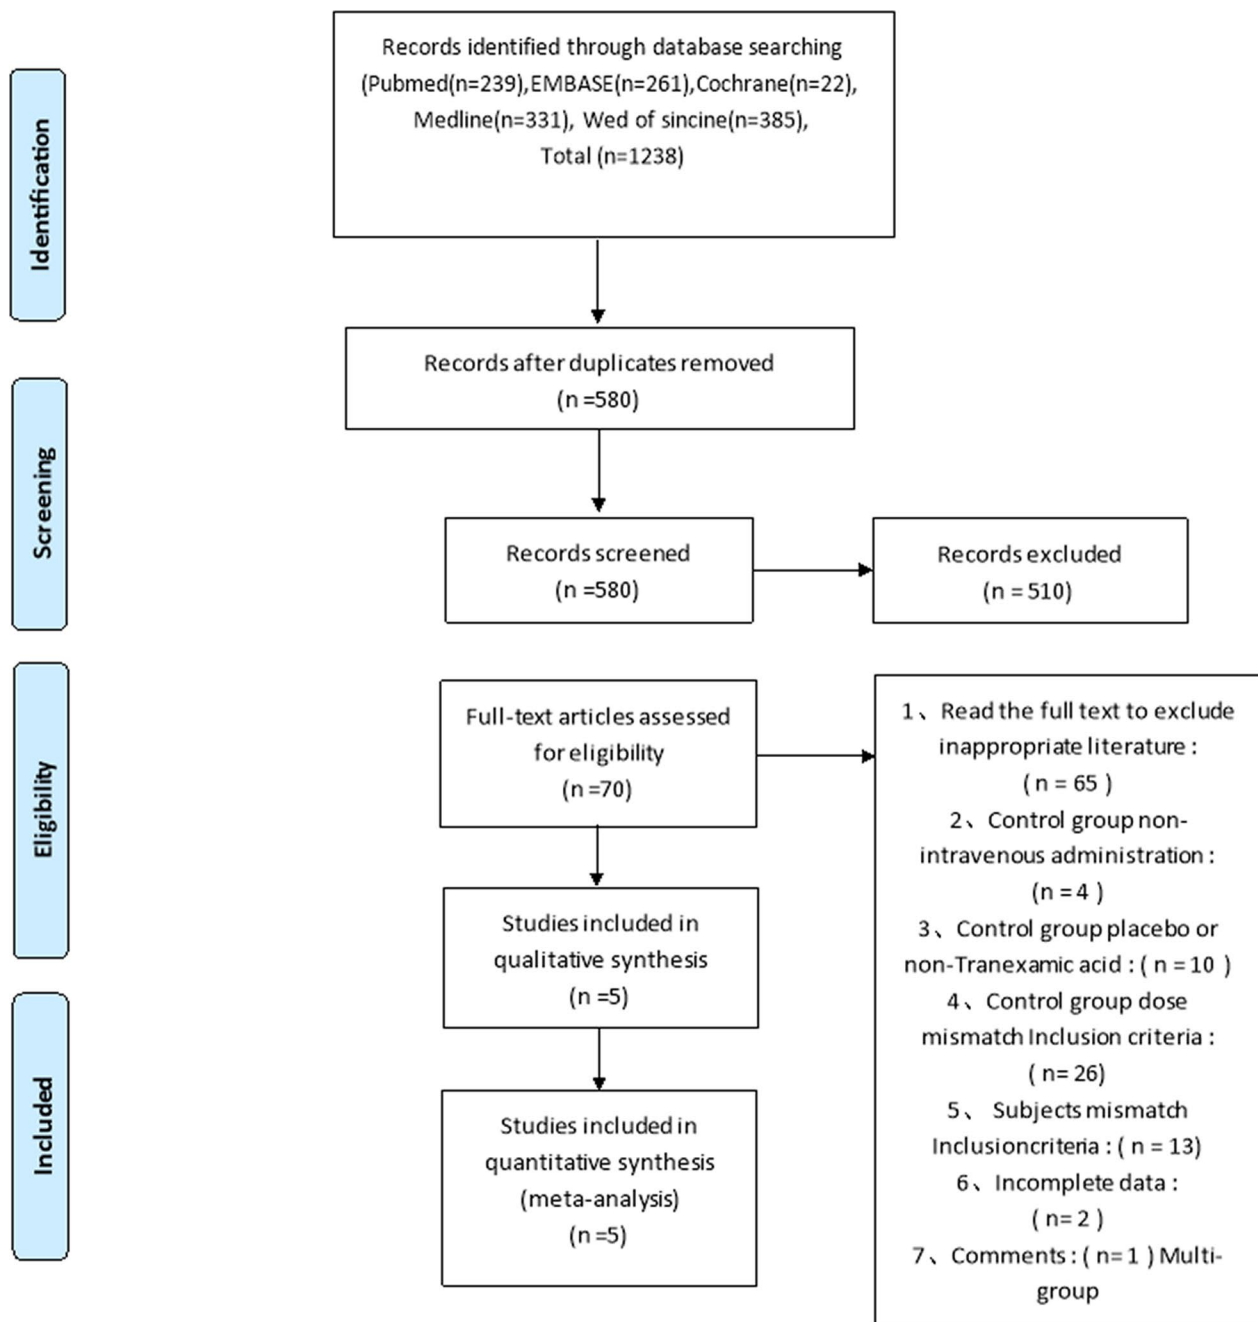 Identification
Records identified through database searching
(Pubmed(n=239),EMBASE(n=261),Cochrane(n=22),
Medline(n=331), Wed of sincine(n=385),
Total (n=1238)
Records after duplicates removed
(n =580)
Screening
Records screened
(n =580)
Records excluded
(n = 510)
Eligibility
Full-text articles assessed
for eligibility
(n =70)
1、Read the full text to exclude
inappropriate literature :
( n = 65 )
2、Control group non-
intravenous administration :
(n = 4 )
3、Control group placebo or
non-Tranexamic acid : ( n = 10 )
4、Control group dose
mismatch Inclusion criteria :
( n= 26)
5、 Subjects mismatch
Inclusioncriteria : ( n = 13)
6、Incomplete data :
( n= 2 )
7、Comments : ( n= 1 ) Multi-
group
Studies included in
qualitative synthesis
(n =5)
Included
Studies included in
quantitative synthesis
(meta-analysis)
(n =5)